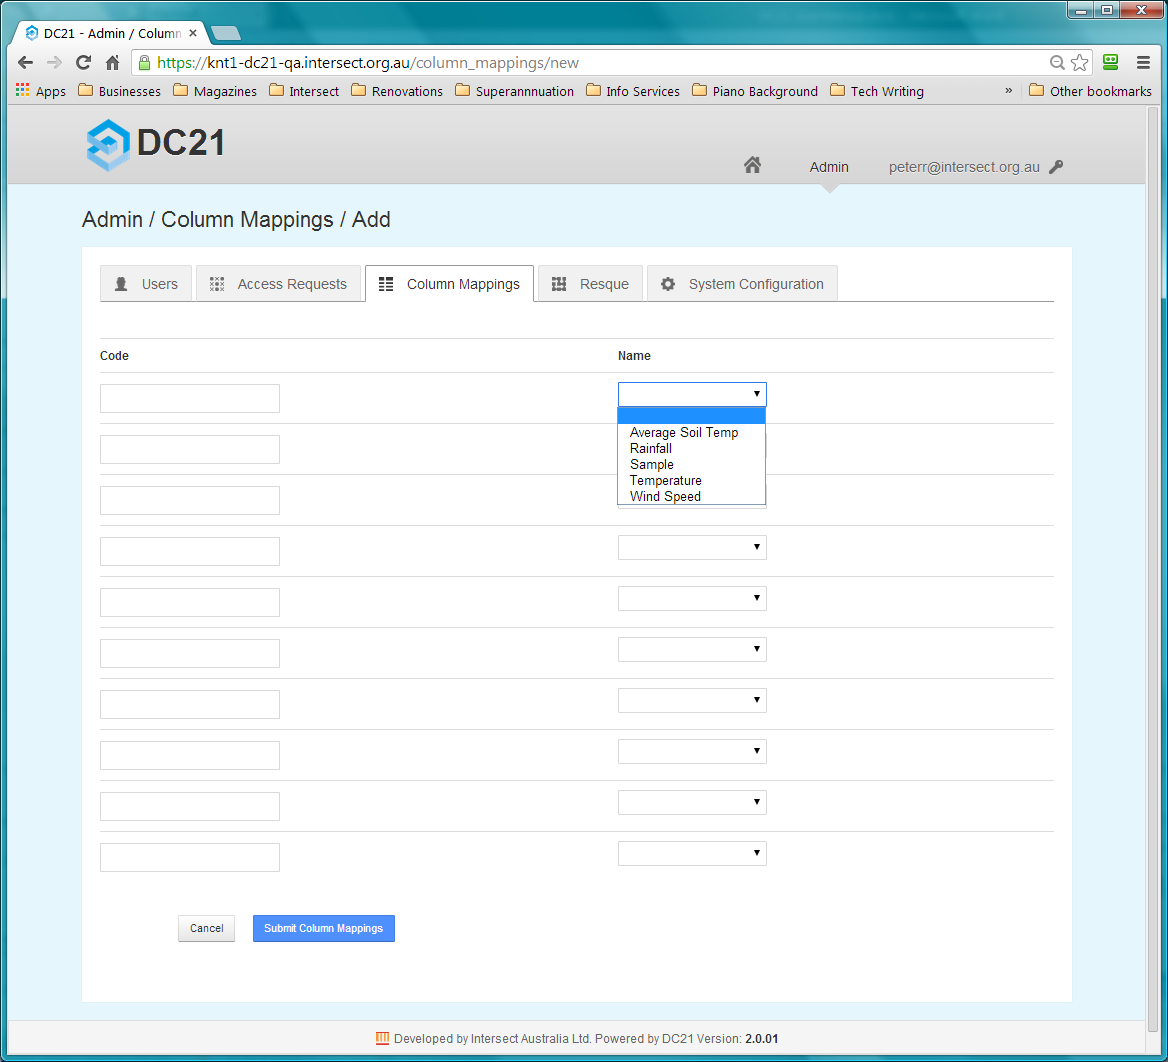 DC21 - Admin / Column
https://knt1-dc21-qa.intersect.org.au/column_mappings/new
Apps Businesses Magazines Intersect Renovations Superannnuation Info Services Piano Background Tech Writing » Other bookmarks
DC21
Admin peterr@intersect.org.au
Admin / Column Mappings / Add
Users Access Requests Column Mappings Resque System Configuration
Code Name
Average Soil Temp
Rainfall
Sample
Temperature
Wind Speed
Cancel Submit Column Mappings
Developed by Intersect Australia Ltd. Powered by DC21 Version: 2.0.01